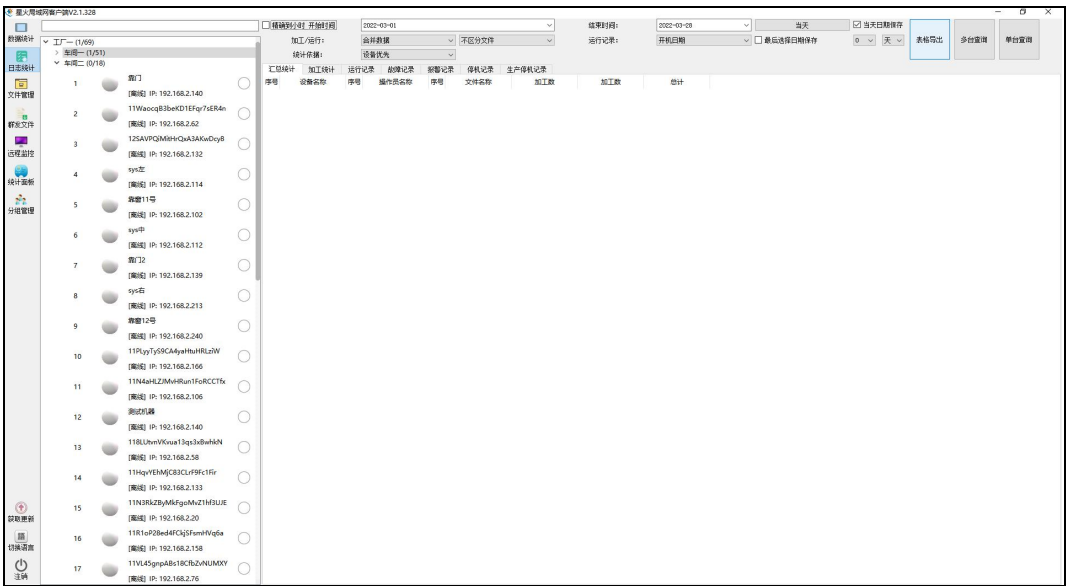 星火局域网客户端V2.1.328
数据统计
日志统计
文件管理
群发文件
远程监控
统计面板
分组管理
获取更新
切换语言
注销
工厂一 (1/69)
车间一 (1/51)
车间二 (0/18)
1 靠门
[离线] IP: 192.168.2.140
2 11WaocqB3beKD1EFqr7sER4n
[离线] IP: 192.168.2.62
3 12SAVPQiMitHrQxA3AKwDcyB
[离线] IP: 192.168.2.132
4 sys左
[离线] IP: 192.168.2.114
5 靠窗11号
[离线] IP: 192.168.2.102
6 sys中
[离线] IP: 192.168.2.112
7 靠门2
[离线] IP: 192.168.2.139
8 sys右
[离线] IP: 192.168.2.213
9 靠窗12号
[离线] IP: 192.168.2.240
10 11PLyyTyS9CA4yaHtuHRLziW
[离线] IP: 192.168.2.166
11 11N4aHLZJMvHRun1FoRCCTfx
[离线] IP: 192.168.2.106
12 测试机器
[离线] IP: 192.168.2.140
13 118LUtvnVKvua13qs3xBwhkN
[离线] IP: 192.168.2.58
14 11HqvYEhMjC83CLrF9Fc1Fir
[离线] IP: 192.168.2.133
15 11N3RkZByMkFgoMvZ1hf3UJE
[离线] IP: 192.168.2.20
16 11R1oP28ed4FCkjSFsmHVq6a
[离线] IP: 192.168.2.158
17 11VL45gnpABs18CfbZvNUMXY
[离线] IP: 192.168.2.76
精确到小时 开始时间 2022-03-01 结束时间: 2022-03-28 当天 当天日期保存
加工/运行: 合并数据 不区分文件 运行记录: 开机日期 最后选择日期保存 0 天
统计依据: 设备优先
表格导出 多台查询 单台查询
汇总统计 加工统计 运行记录 故障记录 报警记录 停机记录 生产停机记录
序号 设备名称 序号 操作员名称 序号 文件名称 加工数 加工数 总计